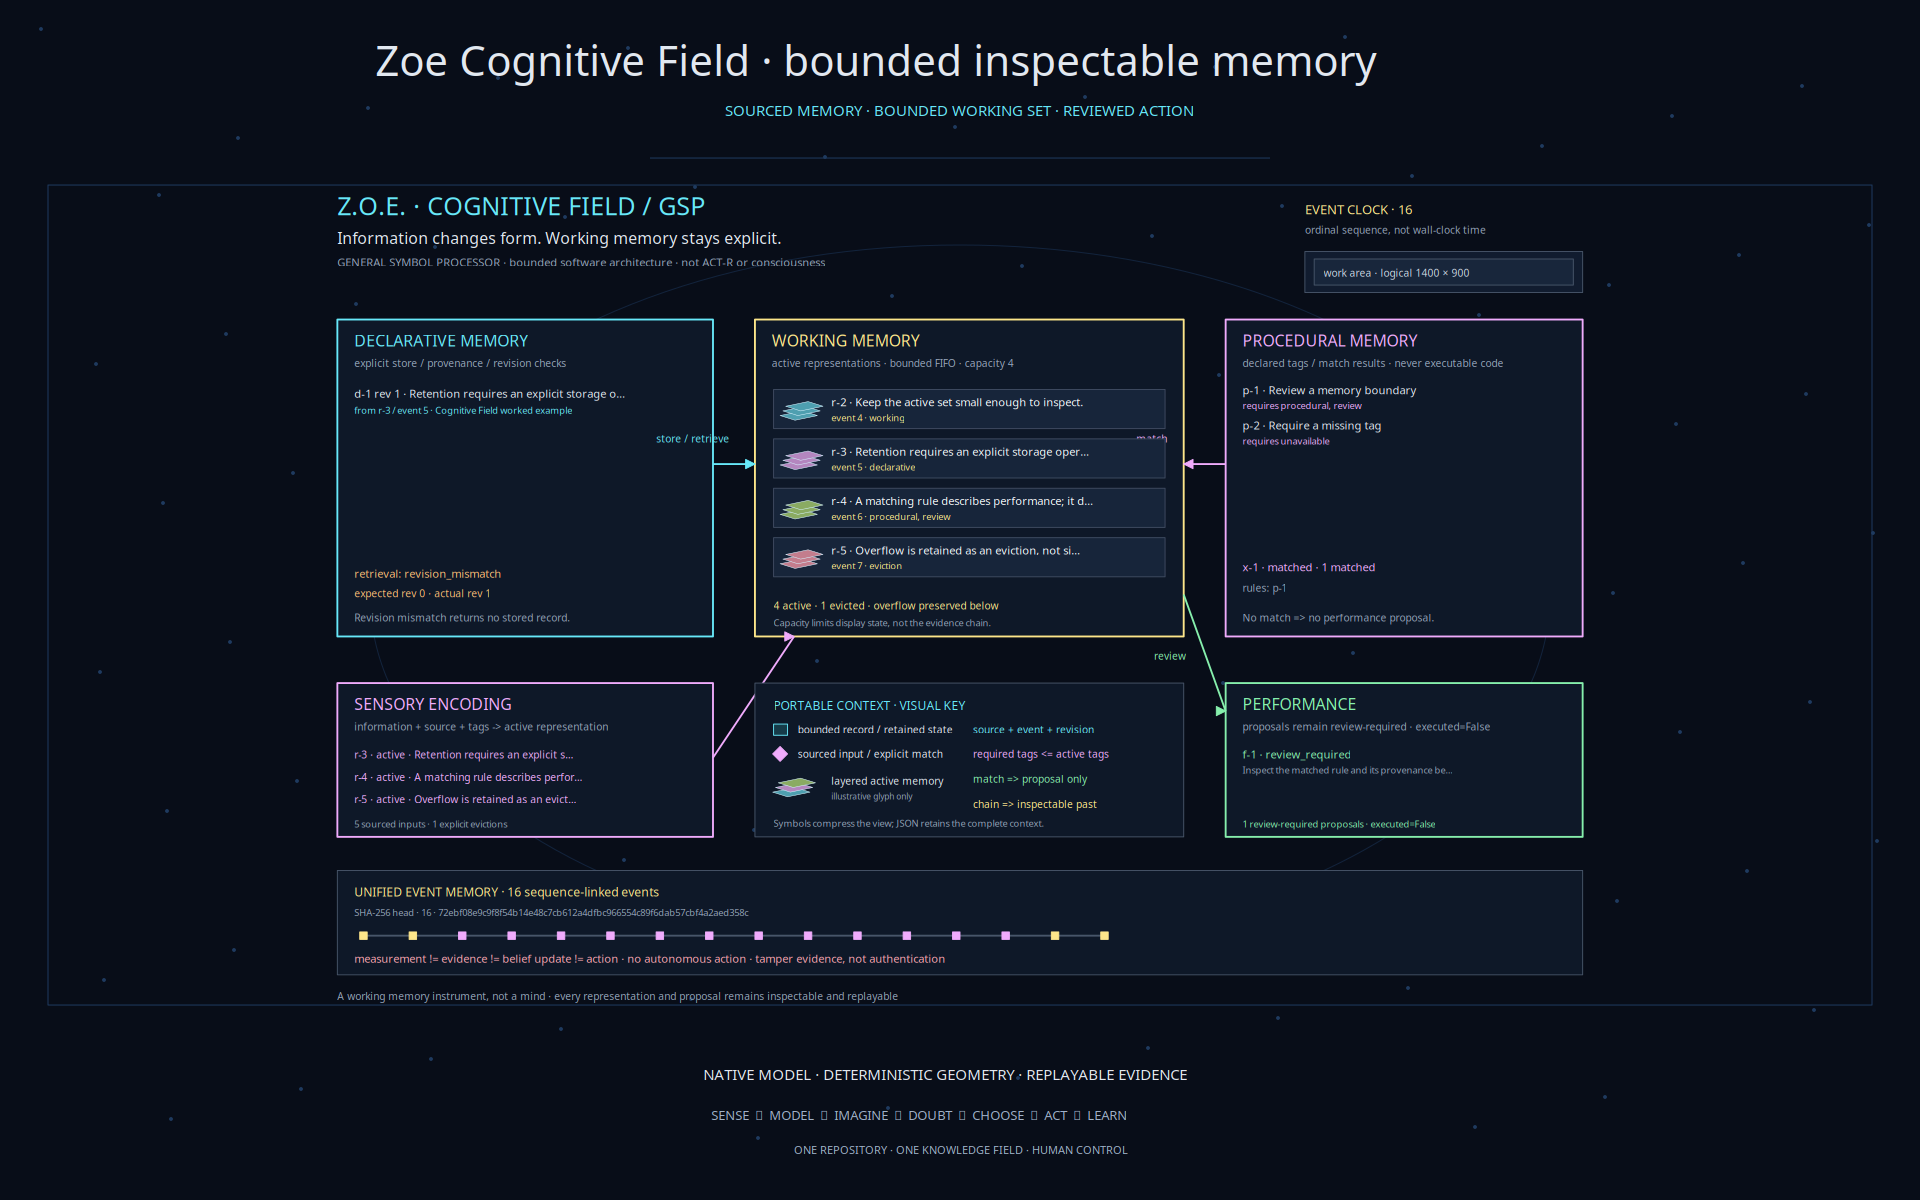 Zoe Cognitive Field · bounded inspectable memory
SOURCED MEMORY · BOUNDED WORKING SET · REVIEWED ACTION
Z.O.E. · COGNITIVE FIELD / GSP
Information changes form. Working memory stays explicit.
GENERAL SYMBOL PROCESSOR · bounded software architecture · not ACT-R or consciousness
EVENT CLOCK · 16
ordinal sequence, not wall-clock time
work area · logical 1400 × 900
DECLARATIVE MEMORY
explicit store / provenance / revision checks
d-1 rev 1 · Retention requires an explicit storage o...
from r-3 / event 5 · Cognitive Field worked example
store / retrieve
retrieval: revision_mismatch
expected rev 0 · actual rev 1
Revision mismatch returns no stored record.
WORKING MEMORY
active representations · bounded FIFO · capacity 4
r-2 · Keep the active set small enough to inspect.
event 4 · working
match
r-3 · Retention requires an explicit storage oper...
event 5 · declarative
r-4 · A matching rule describes performance; it d...
event 6 · procedural, review
r-5 · Overflow is retained as an eviction, not si...
event 7 · eviction
4 active · 1 evicted · overflow preserved below
Capacity limits display state, not the evidence chain.
PROCEDURAL MEMORY
declared tags / match results · never executable code
p-1 · Review a memory boundary
requires procedural, review
p-2 · Require a missing tag
requires unavailable
x-1 · matched · 1 matched
rules: p-1
No match => no performance proposal.
review
SENSORY ENCODING
information + source + tags -> active representation
r-3 · active · Retention requires an explicit s...
r-4 · active · A matching rule describes perfor...
r-5 · active · Overflow is retained as an evict...
5 sourced inputs · 1 explicit evictions
PORTABLE CONTEXT · VISUAL KEY
bounded record / retained state
source + event + revision
sourced input / explicit match
required tags <= active tags
layered active memory
illustrative glyph only
match => proposal only
chain => inspectable past
Symbols compress the view; JSON retains the complete context.
PERFORMANCE
proposals remain review-required · executed=False
f-1 · review_required
Inspect the matched rule and its provenance be...
1 review-required proposals · executed=False
UNIFIED EVENT MEMORY · 16 sequence-linked events
SHA-256 head · 16 · 72ebf08e9c9f8f54b14e48c7cb612a4dfbc966554c89f6dab57cbf4a2aed358c
measurement != evidence != belief update != action · no autonomous action · tamper evidence, not authentication
A working memory instrument, not a mind · every representation and proposal remains inspectable and replayable
NATIVE MODEL · DETERMINISTIC GEOMETRY · REPLAYABLE EVIDENCE
SENSE ▯ MODEL ▯ IMAGINE ▯ DOUBT ▯ CHOOSE ▯ ACT ▯ LEARN
ONE REPOSITORY · ONE KNOWLEDGE FIELD · HUMAN CONTROL